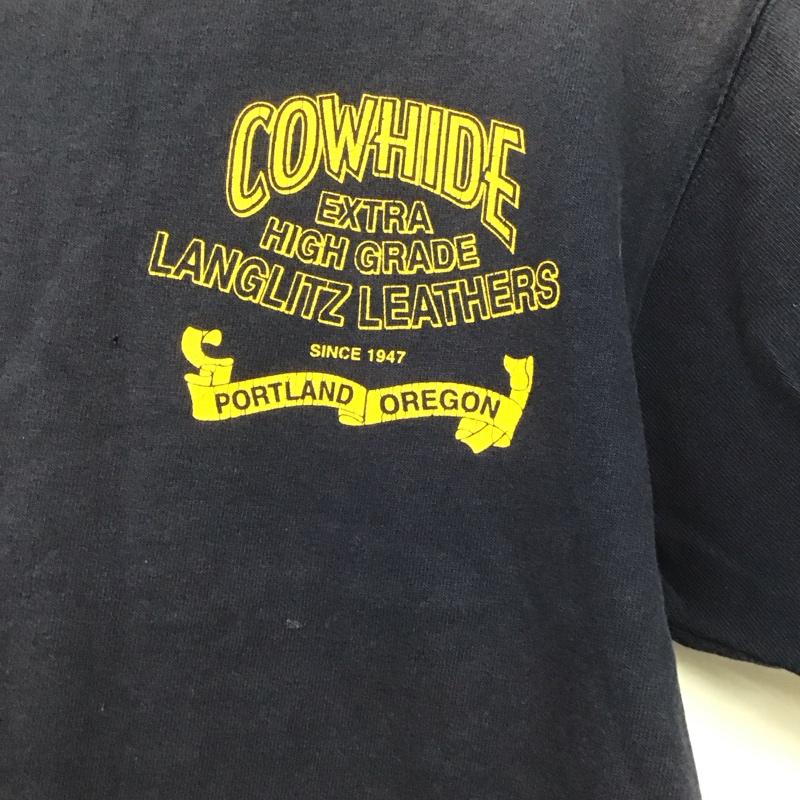 COWHIDE
EXTRA
HIGH GRADE
LANGLITZ LEATHERS
SINCE 1947
PORTLAND OREGON